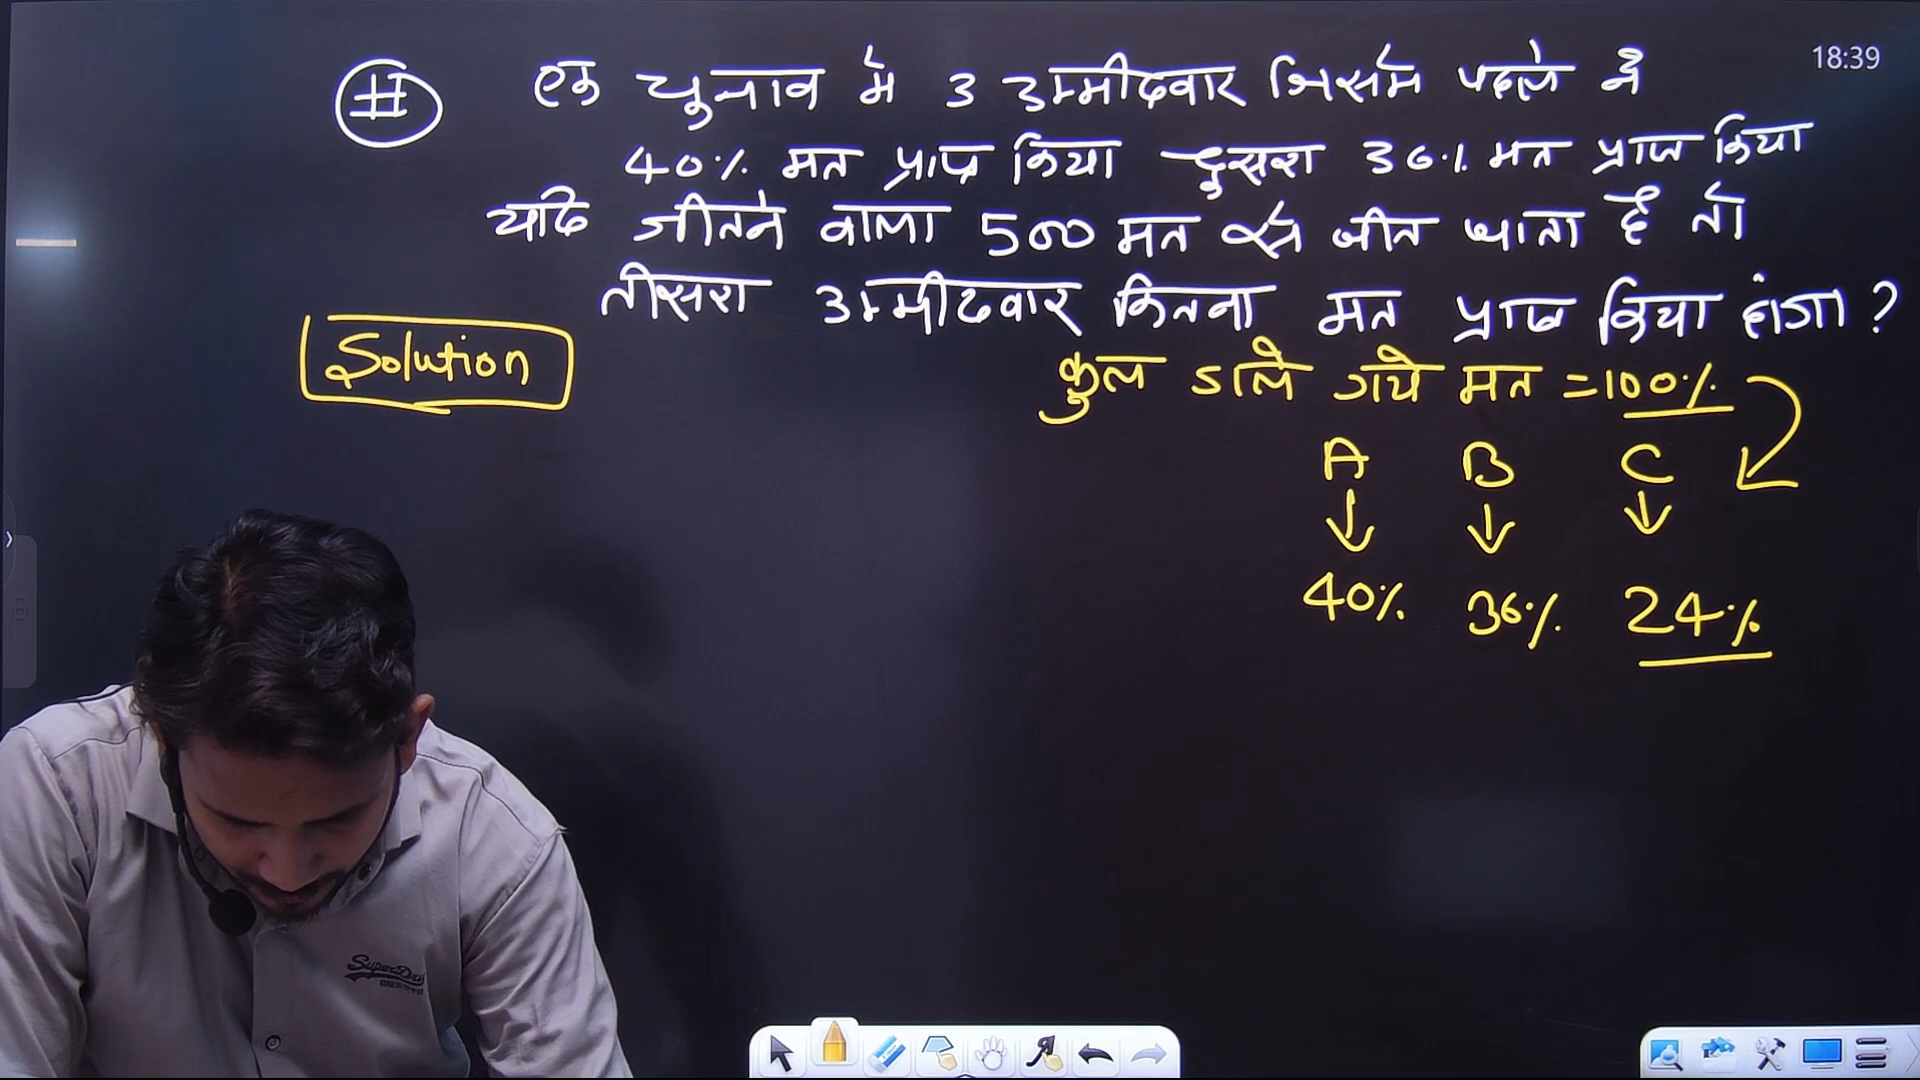 18:39
# एक चुनाव मे 3 उम्मीदवार जिसमे पहले ने
40% मत प्राप्त किया दुसरा 36% मत प्राप्त किया
यदि जीतने वाला 500 मत से जीत जाता है तो
तीसरा उम्मीदवार कितना मत प्राप्त किया होगा ?
Solution
कुल डाले गये मत = 100%
A B C
↓ ↓ ↓
40% 36% 24%
SuperDry